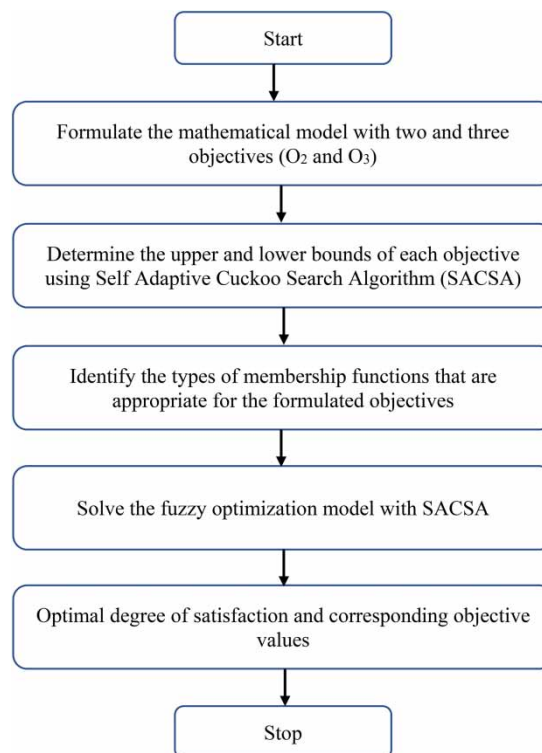 Start
Formulate the mathematical model with two and three
objectives (O₂ and O₃)
Determine the upper and lower bounds of each objective
using Self Adaptive Cuckoo Search Algorithm (SACSA)
Identify the types of membership functions that are
appropriate for the formulated objectives
Solve the fuzzy optimization model with SACSA
Optimal degree of satisfaction and corresponding objective
values
Stop